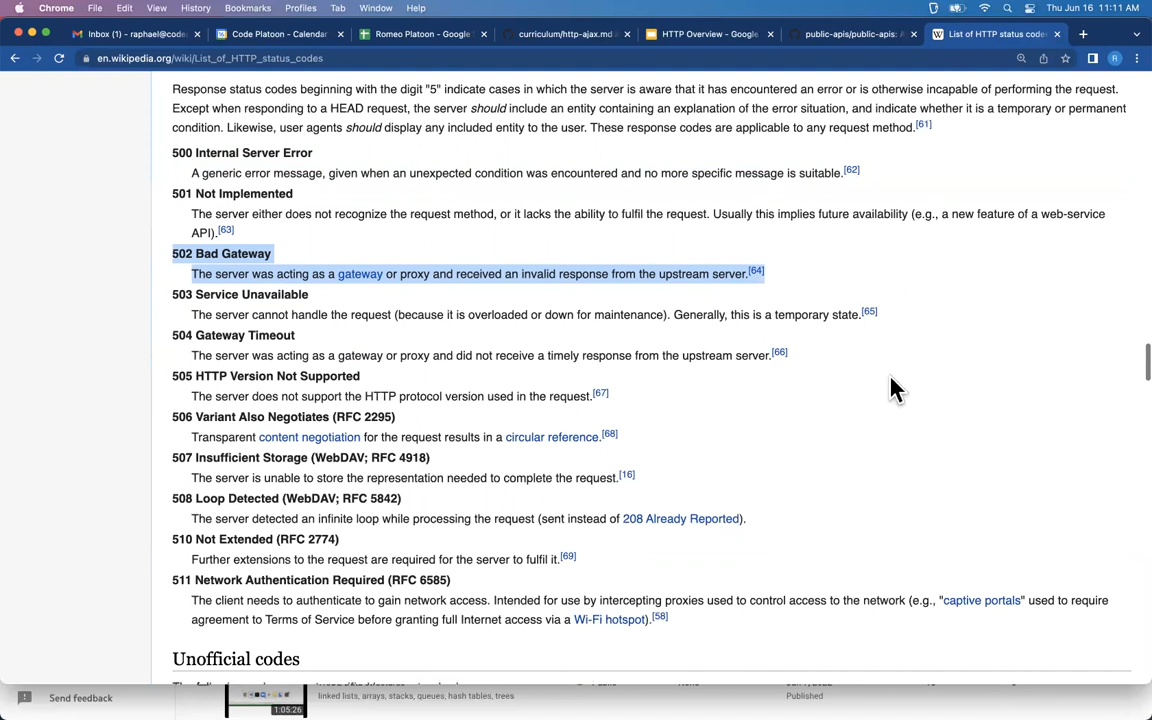 Chrome File Edit View History Bookmarks Profiles Tab Window Help Thu Jun 16 11:11 AM
Inbox (1) - raphael@code Code Platoon - Calendar Romeo Platoon - Google curriculum/http-ajax.md HTTP Overview - Google public-apis/public-apis: A List of HTTP status codes
en.wikipedia.org/wiki/List_of_HTTP_status_codes R
Response status codes beginning with the digit "5" indicate cases in which the server is aware that it has encountered an error or is otherwise incapable of performing the request.
Except when responding to a HEAD request, the server should include an entity containing an explanation of the error situation, and indicate whether it is a temporary or permanent
condition. Likewise, user agents should display any included entity to the user. These response codes are applicable to any request method.[61]
500 Internal Server Error
A generic error message, given when an unexpected condition was encountered and no more specific message is suitable.[62]
501 Not Implemented
The server either does not recognize the request method, or it lacks the ability to fulfil the request. Usually this implies future availability (e.g., a new feature of a web-service
API).[63]
502 Bad Gateway
The server was acting as a gateway or proxy and received an invalid response from the upstream server.[64]
503 Service Unavailable
The server cannot handle the request (because it is overloaded or down for maintenance). Generally, this is a temporary state.[65]
504 Gateway Timeout
The server was acting as a gateway or proxy and did not receive a timely response from the upstream server.[66]
505 HTTP Version Not Supported
The server does not support the HTTP protocol version used in the request.[67]
506 Variant Also Negotiates (RFC 2295)
Transparent content negotiation for the request results in a circular reference.[68]
507 Insufficient Storage (WebDAV; RFC 4918)
The server is unable to store the representation needed to complete the request.[16]
508 Loop Detected (WebDAV; RFC 5842)
The server detected an infinite loop while processing the request (sent instead of 208 Already Reported).
510 Not Extended (RFC 2774)
Further extensions to the request are required for the server to fulfil it.[69]
511 Network Authentication Required (RFC 6585)
The client needs to authenticate to gain network access. Intended for use by intercepting proxies used to control access to the network (e.g., "captive portals" used to require
agreement to Terms of Service before granting full Internet access via a Wi-Fi hotspot).[58]
Unofficial codes
Send feedback linked lists, arrays, stacks, queues, hash tables, trees Published
1:05:26